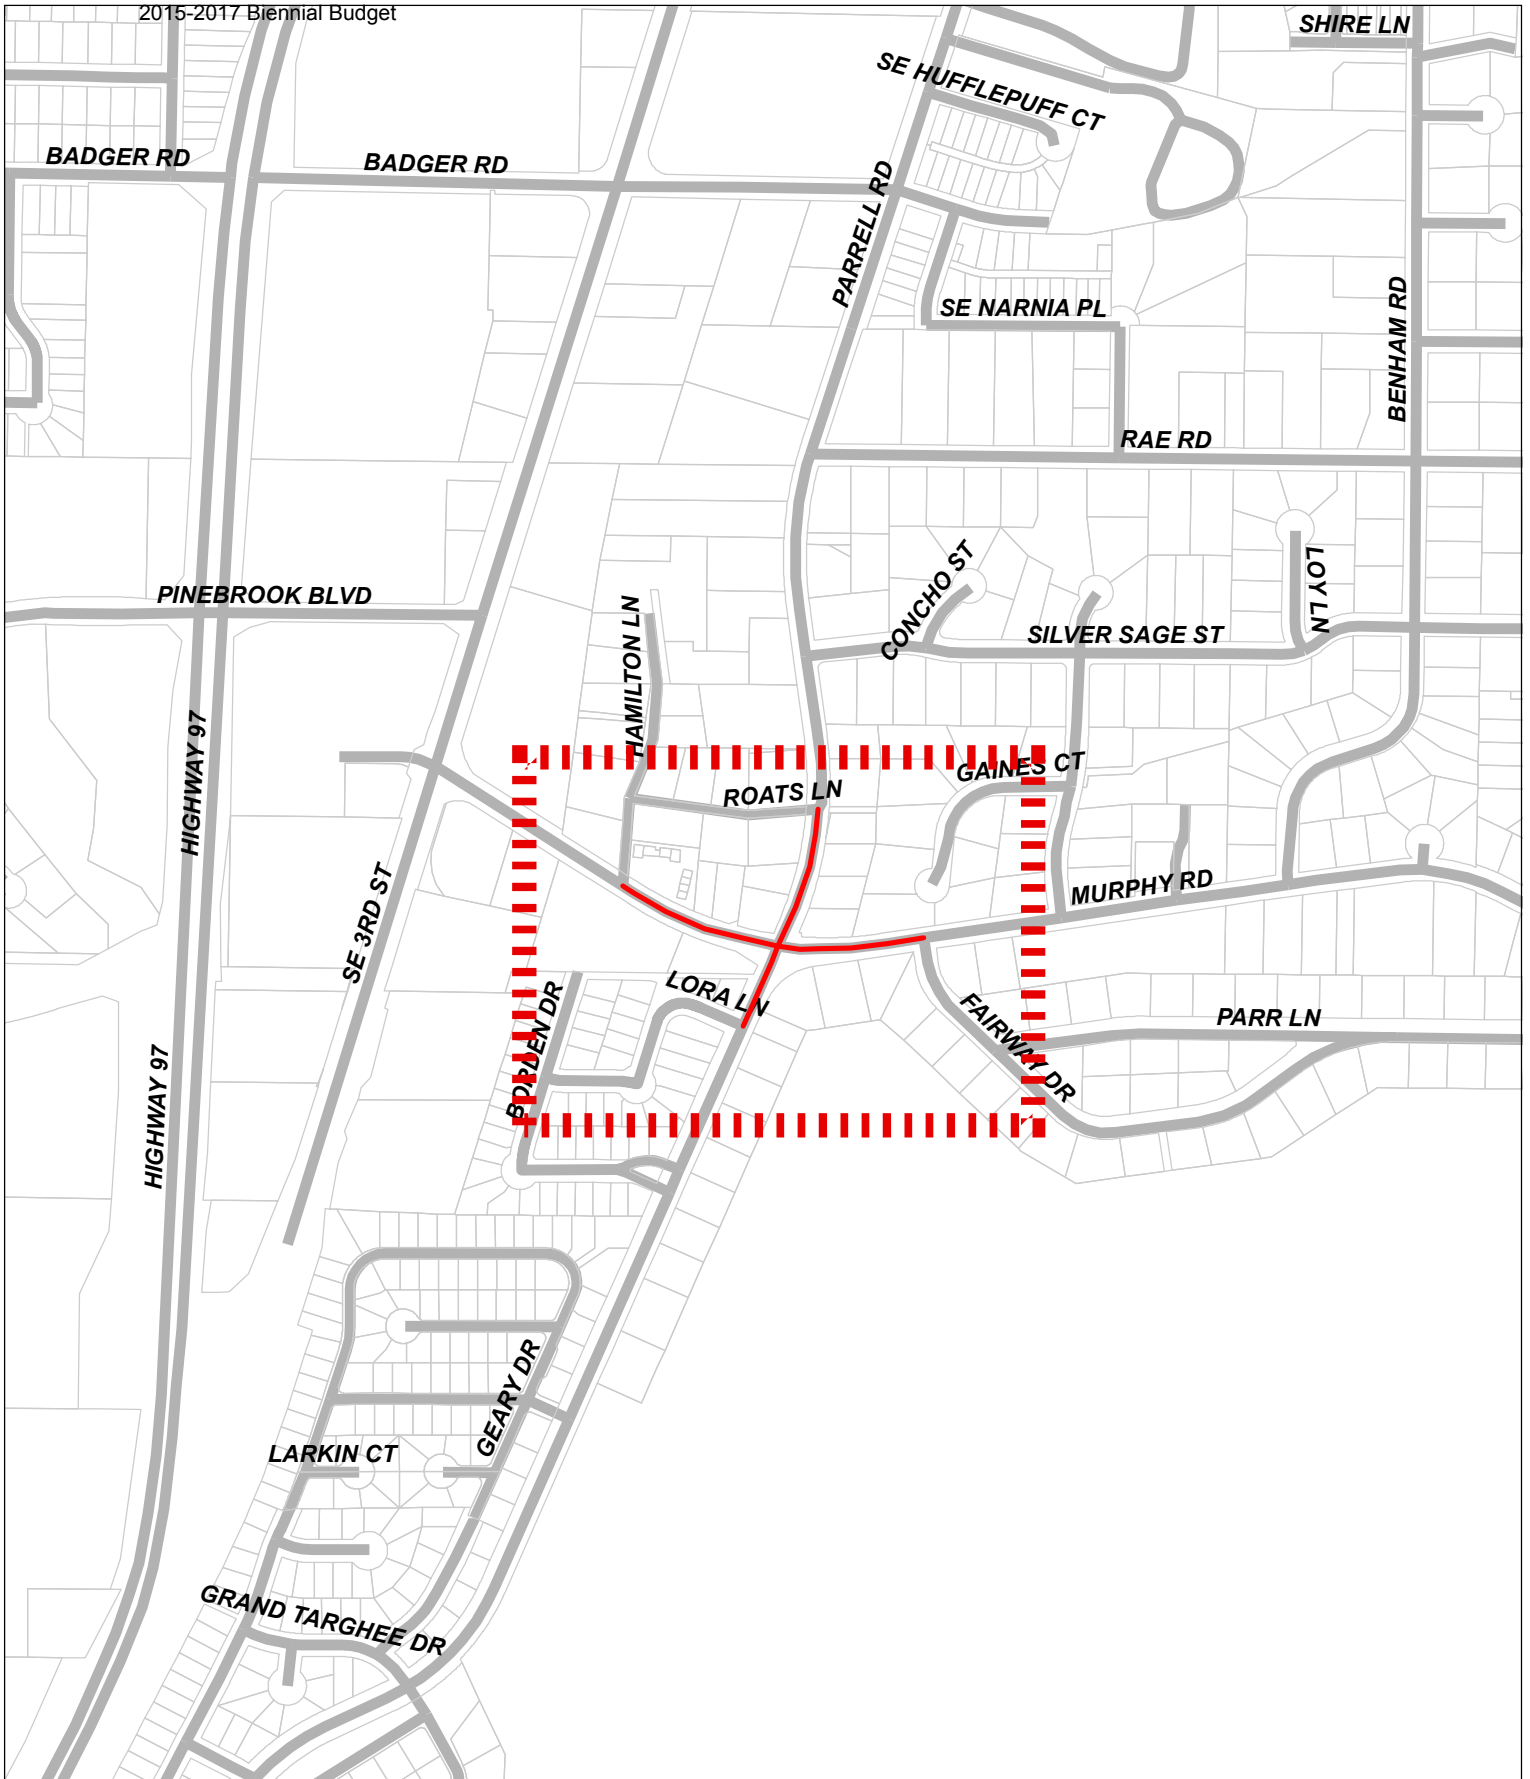 2015-2017 Biennial Budget
SHIRE LN
SE HUFFLEPUFF CT
BADGER RD
BADGER RD
PARRELL RD
SE NARNIA PL
BENHAM RD
RAE RD
CONCHO ST
LOY LN
PINEBROOK BLVD
HAMILTON LN
SILVER SAGE ST
HIGHWAY 97
GAINES CT
ROATS LN
SE 3RD ST
MURPHY RD
LORA LN
BORDEN DR
FAIRWAY DR
PARR LN
HIGHWAY 97
GEARY DR
LARKIN CT
GRAND TARGHEE DR